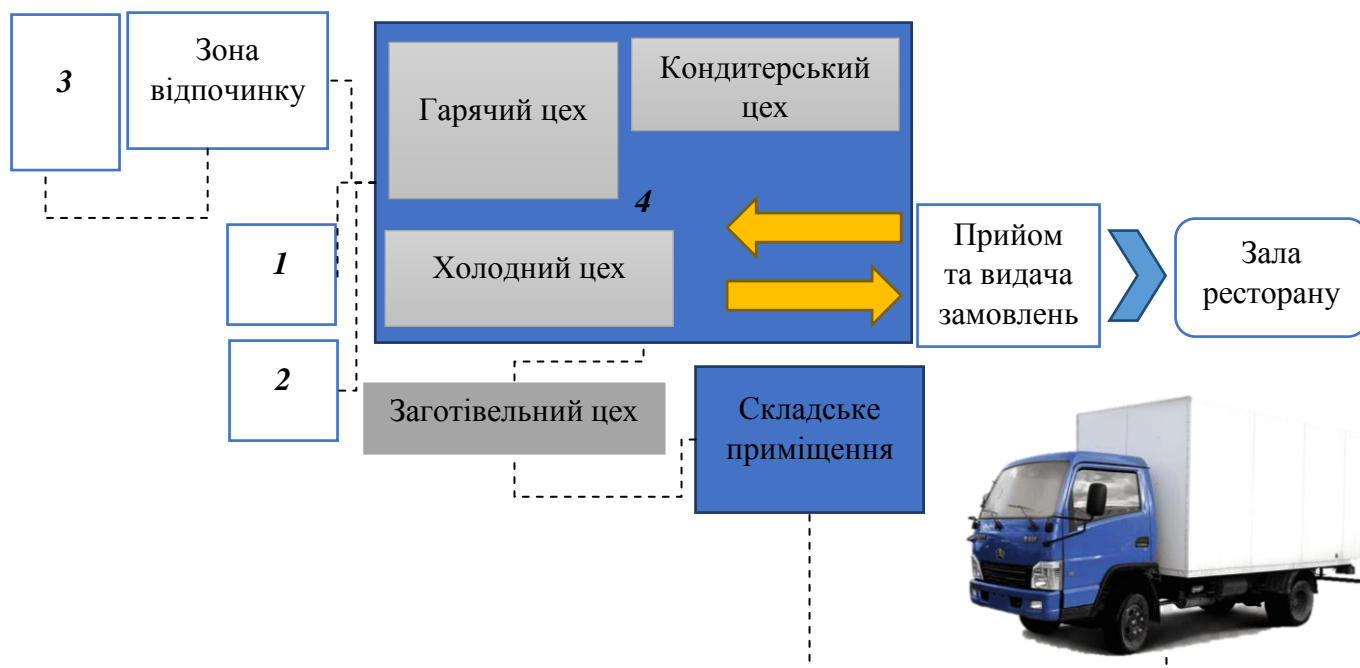 3
Зона
відпочинку
Гарячий цех
Кондитерський
цех
4
1
Холодний цех
Прийом
та видача
замовлень
Зала
ресторану
2
Заготівельний цех
Складське
приміщення